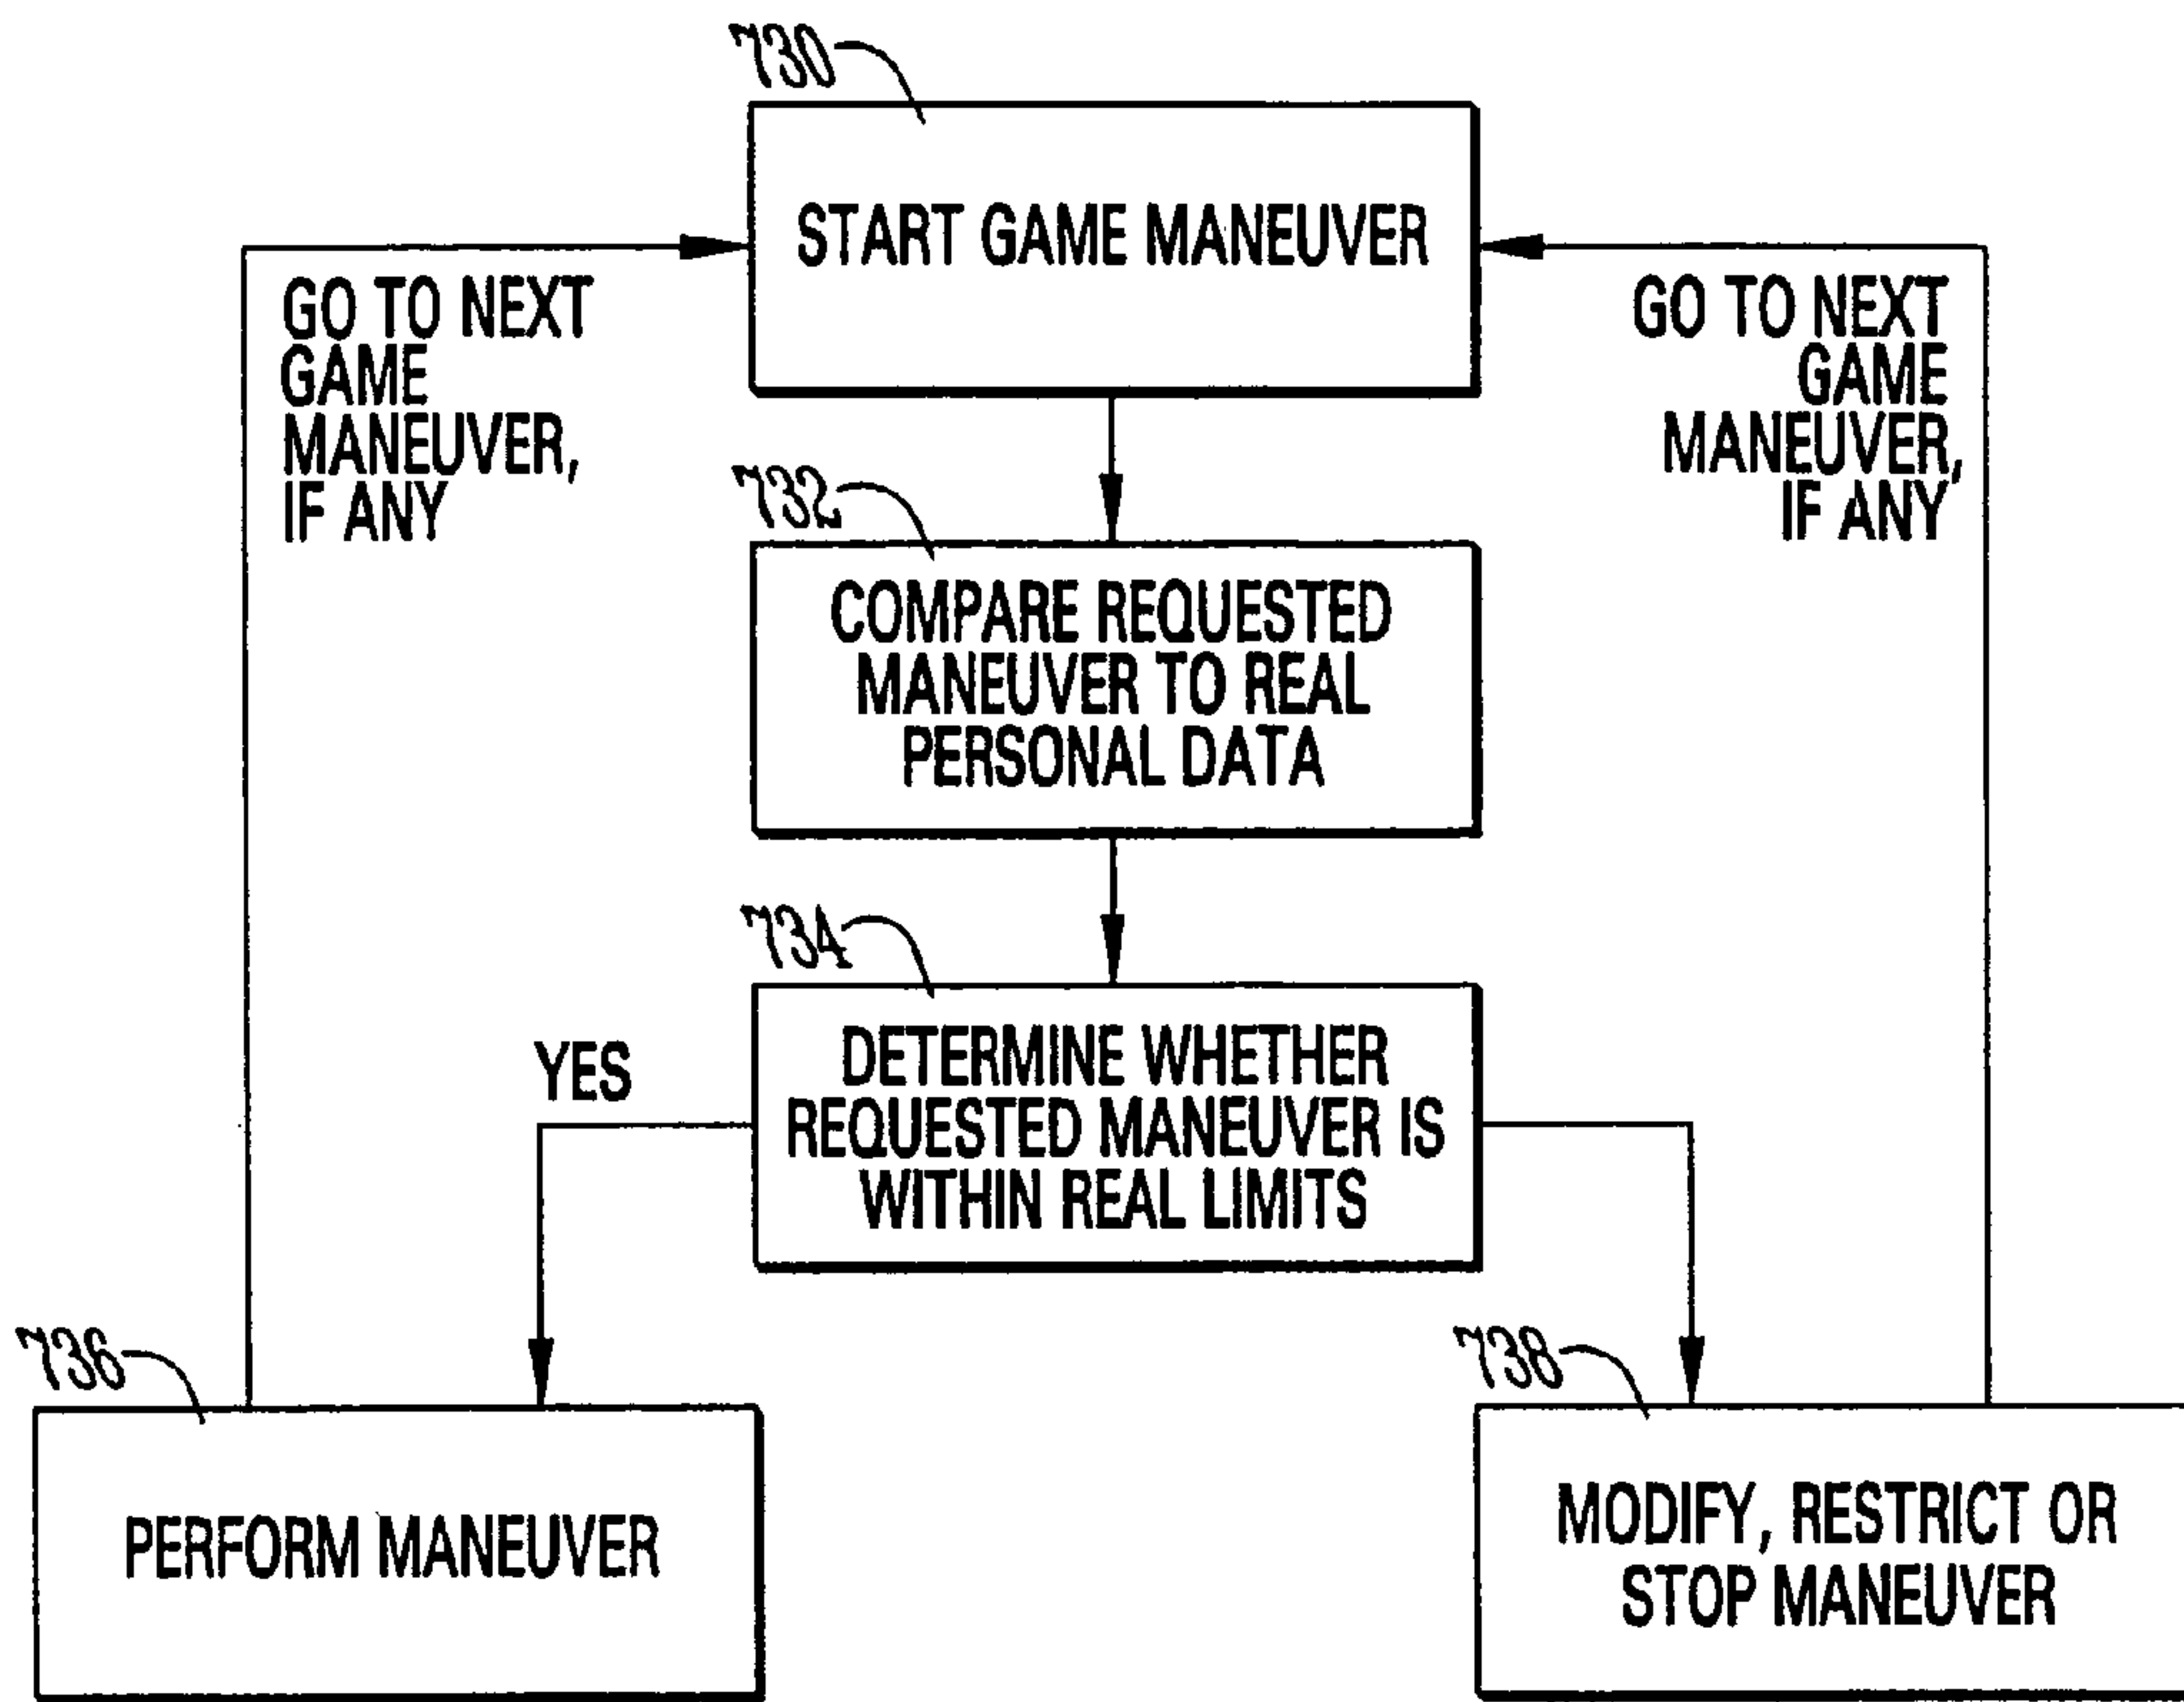 730
START GAME MANEUVER
GO TO NEXT
GAME
MANEUVER,
IF ANY
GO TO NEXT
GAME
MANEUVER,
IF ANY
732
COMPARE REQUESTED
MANEUVER TO REAL
PERSONAL DATA
734
DETERMINE WHETHER
REQUESTED MANEUVER IS
WITHIN REAL LIMITS
YES
736
PERFORM MANEUVER
738
MODIFY, RESTRICT OR
STOP MANEUVER